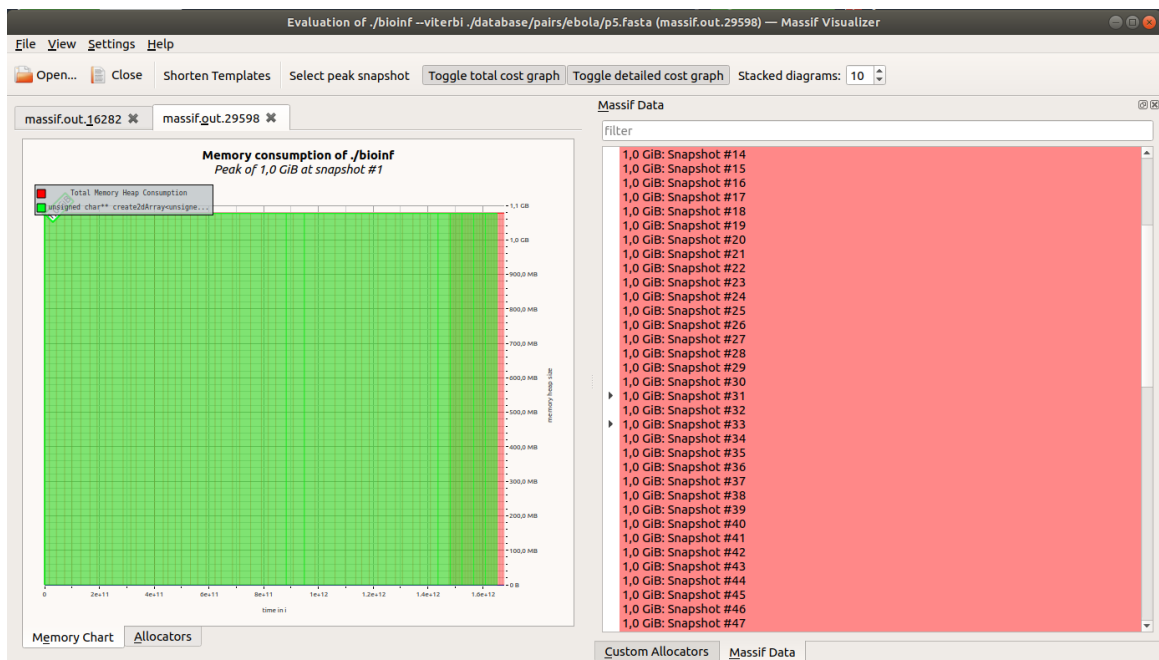 Evaluation of ./bioinf --viterbi ./database/pairs/ebola/p5.fasta (massif.out.29598) — Massif Visualizer
File View Settings Help
Open... Close Shorten Templates Select peak snapshot Toggle total cost graph Toggle detailed cost graph Stacked diagrams: 10
massif.out.16282 massif.out.29598
Memory consumption of ./bioinf
Peak of 1,0 GiB at snapshot #1
Total Memory Heap Consumption
unsigned char** create2dArray<unsigne...
1,1 GB
1,0 GB
900,0 MB
800,0 MB
700,0 MB
600,0 MB
500,0 MB
400,0 MB
300,0 MB
200,0 MB
100,0 MB
0 B
memory heap size
0 2e+11 4e+11 6e+11 8e+11 1e+12 1.2e+12 1.4e+12 1.6e+12
time in i
Memory Chart Allocators
Massif Data
filter
1,0 GiB: Snapshot #14
1,0 GiB: Snapshot #15
1,0 GiB: Snapshot #16
1,0 GiB: Snapshot #17
1,0 GiB: Snapshot #18
1,0 GiB: Snapshot #19
1,0 GiB: Snapshot #20
1,0 GiB: Snapshot #21
1,0 GiB: Snapshot #22
1,0 GiB: Snapshot #23
1,0 GiB: Snapshot #24
1,0 GiB: Snapshot #25
1,0 GiB: Snapshot #26
1,0 GiB: Snapshot #27
1,0 GiB: Snapshot #28
1,0 GiB: Snapshot #29
1,0 GiB: Snapshot #30
1,0 GiB: Snapshot #31
1,0 GiB: Snapshot #32
1,0 GiB: Snapshot #33
1,0 GiB: Snapshot #34
1,0 GiB: Snapshot #35
1,0 GiB: Snapshot #36
1,0 GiB: Snapshot #37
1,0 GiB: Snapshot #38
1,0 GiB: Snapshot #39
1,0 GiB: Snapshot #40
1,0 GiB: Snapshot #41
1,0 GiB: Snapshot #42
1,0 GiB: Snapshot #43
1,0 GiB: Snapshot #44
1,0 GiB: Snapshot #45
1,0 GiB: Snapshot #46
1,0 GiB: Snapshot #47
Custom Allocators Massif Data